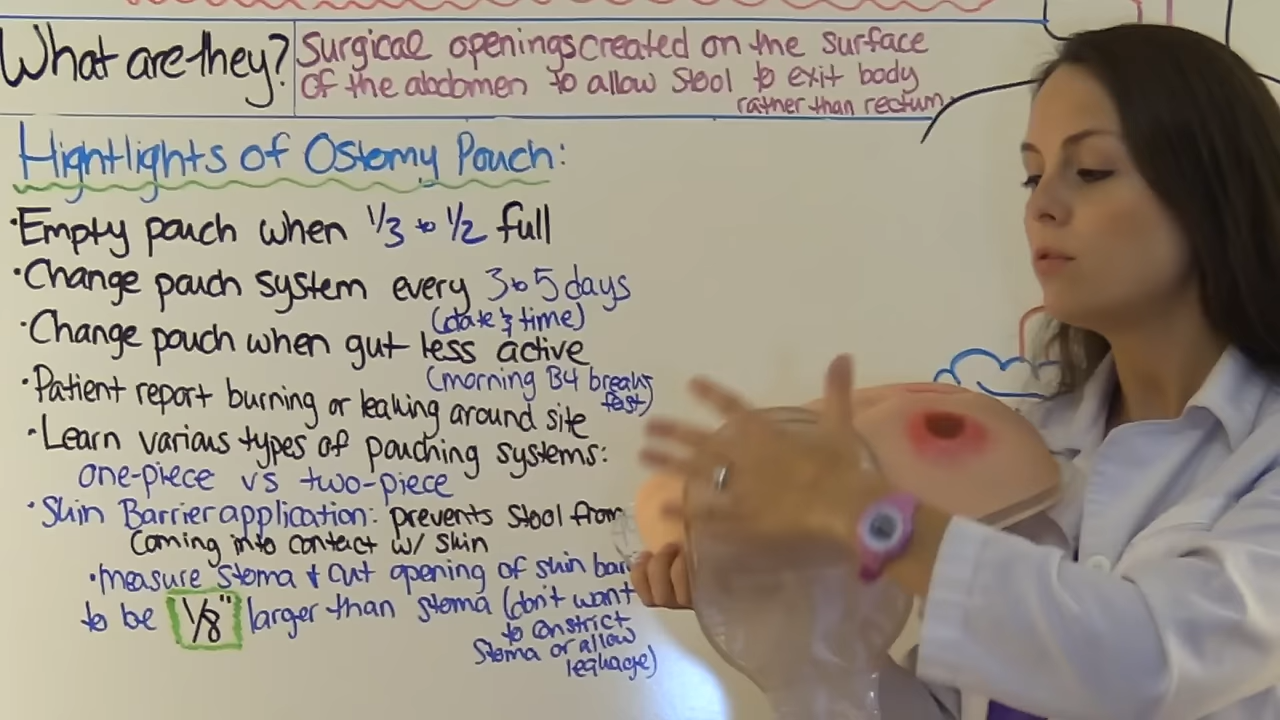 What are they?
Surgical openings created on the surface
of the abdomen to allow stool to exit body
rather than rectum.
Hightlights of Ostomy Pouch:
• Empty pouch when 1/3 to 1/2 full
• Change pouch system every 3 to 5 days
(date & time)
• Change pouch when gut less active
(morning B4 breakfast)
• Patient report burning or leaking around site
• Learn various types of pouching systems:
one-piece vs two-piece
• Skin Barrier application: prevents stool from
coming into contact w/ skin
• measure stoma & cut opening of skin bar
to be 1/8" larger than stoma (don't want
to constrict
stoma or allow
leakage)